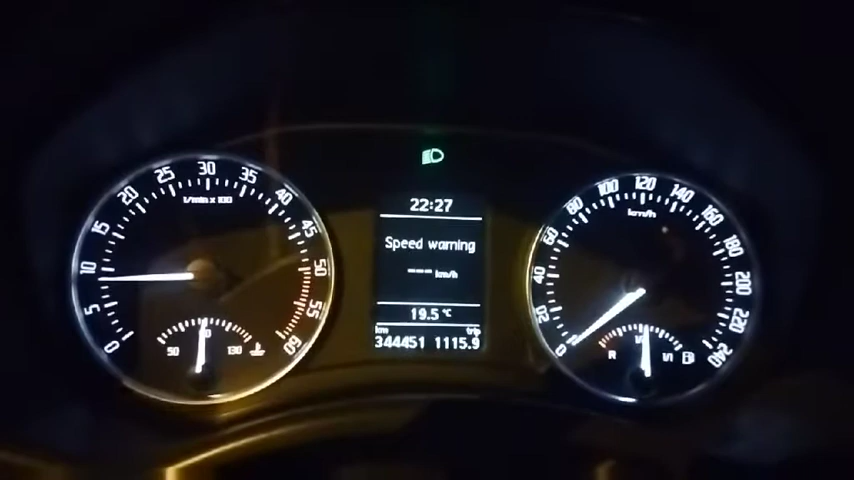 22:27
Speed warning
--- km/h
19.5 °C
km trip
344451 1115.9
0 5 10 15 20 25 30 35 40 45 50 55 60
1/min x 100
50 90 130
0 20 40 60 80 100 120 140 160 180 200 220 240
km/h
R 1/2 1/1